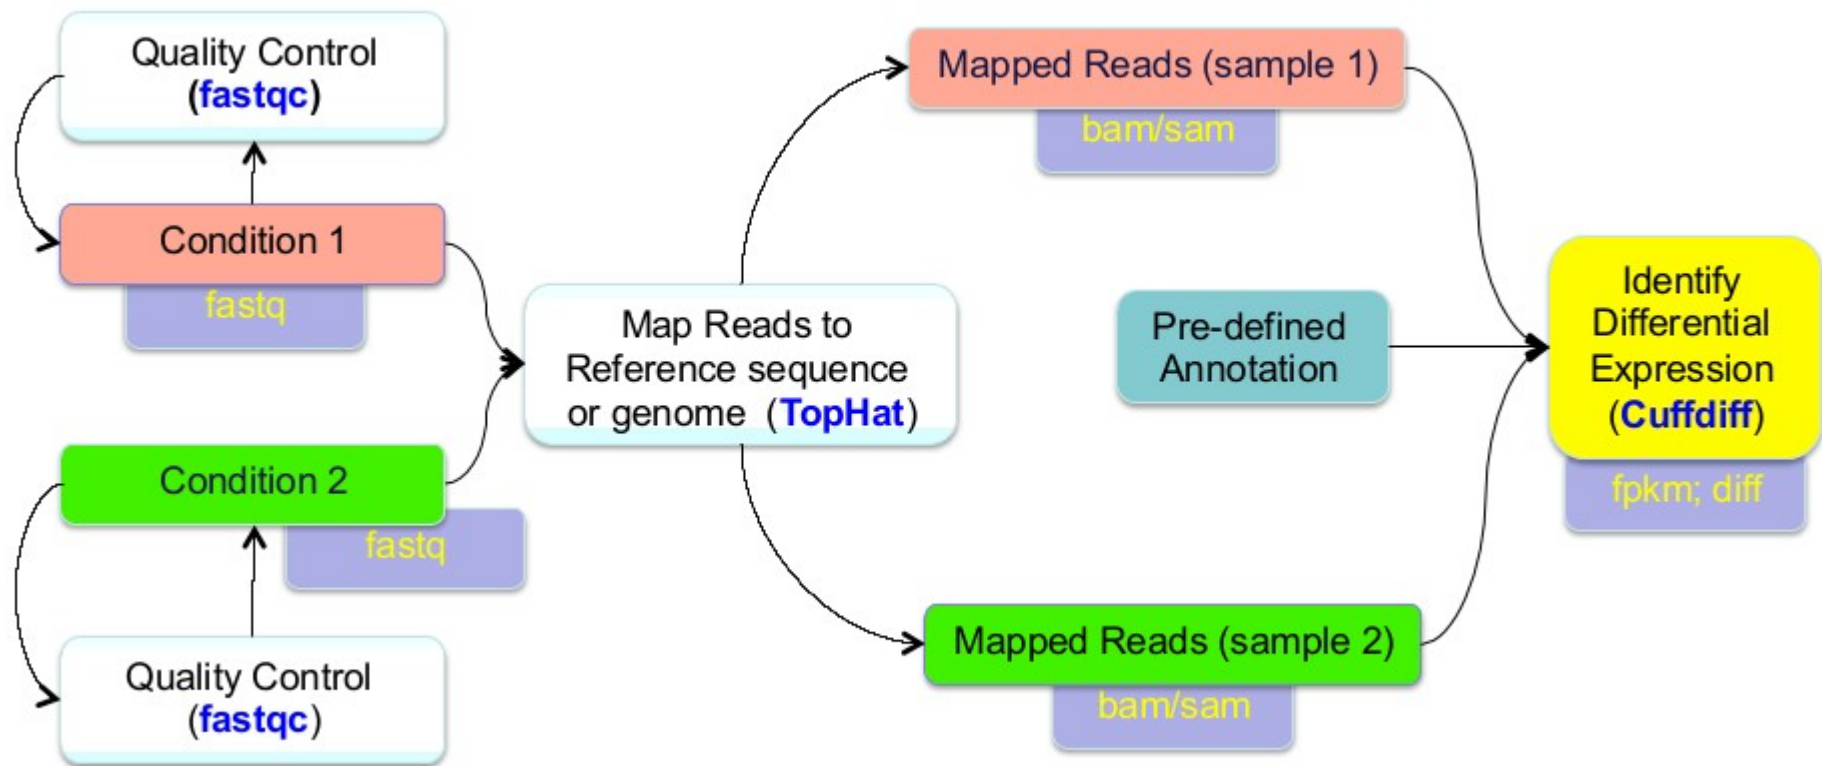 Quality Control
(fastqc)
Condition 1
fastq
Condition 2
fastq
Quality Control
(fastqc)
Map Reads to
Reference sequence
or genome (TopHat)
Mapped Reads (sample 1)
bam/sam
Pre-defined
Annotation
Mapped Reads (sample 2)
bam/sam
Identify
Differential
Expression
(Cuffdiff)
fpkm; diff